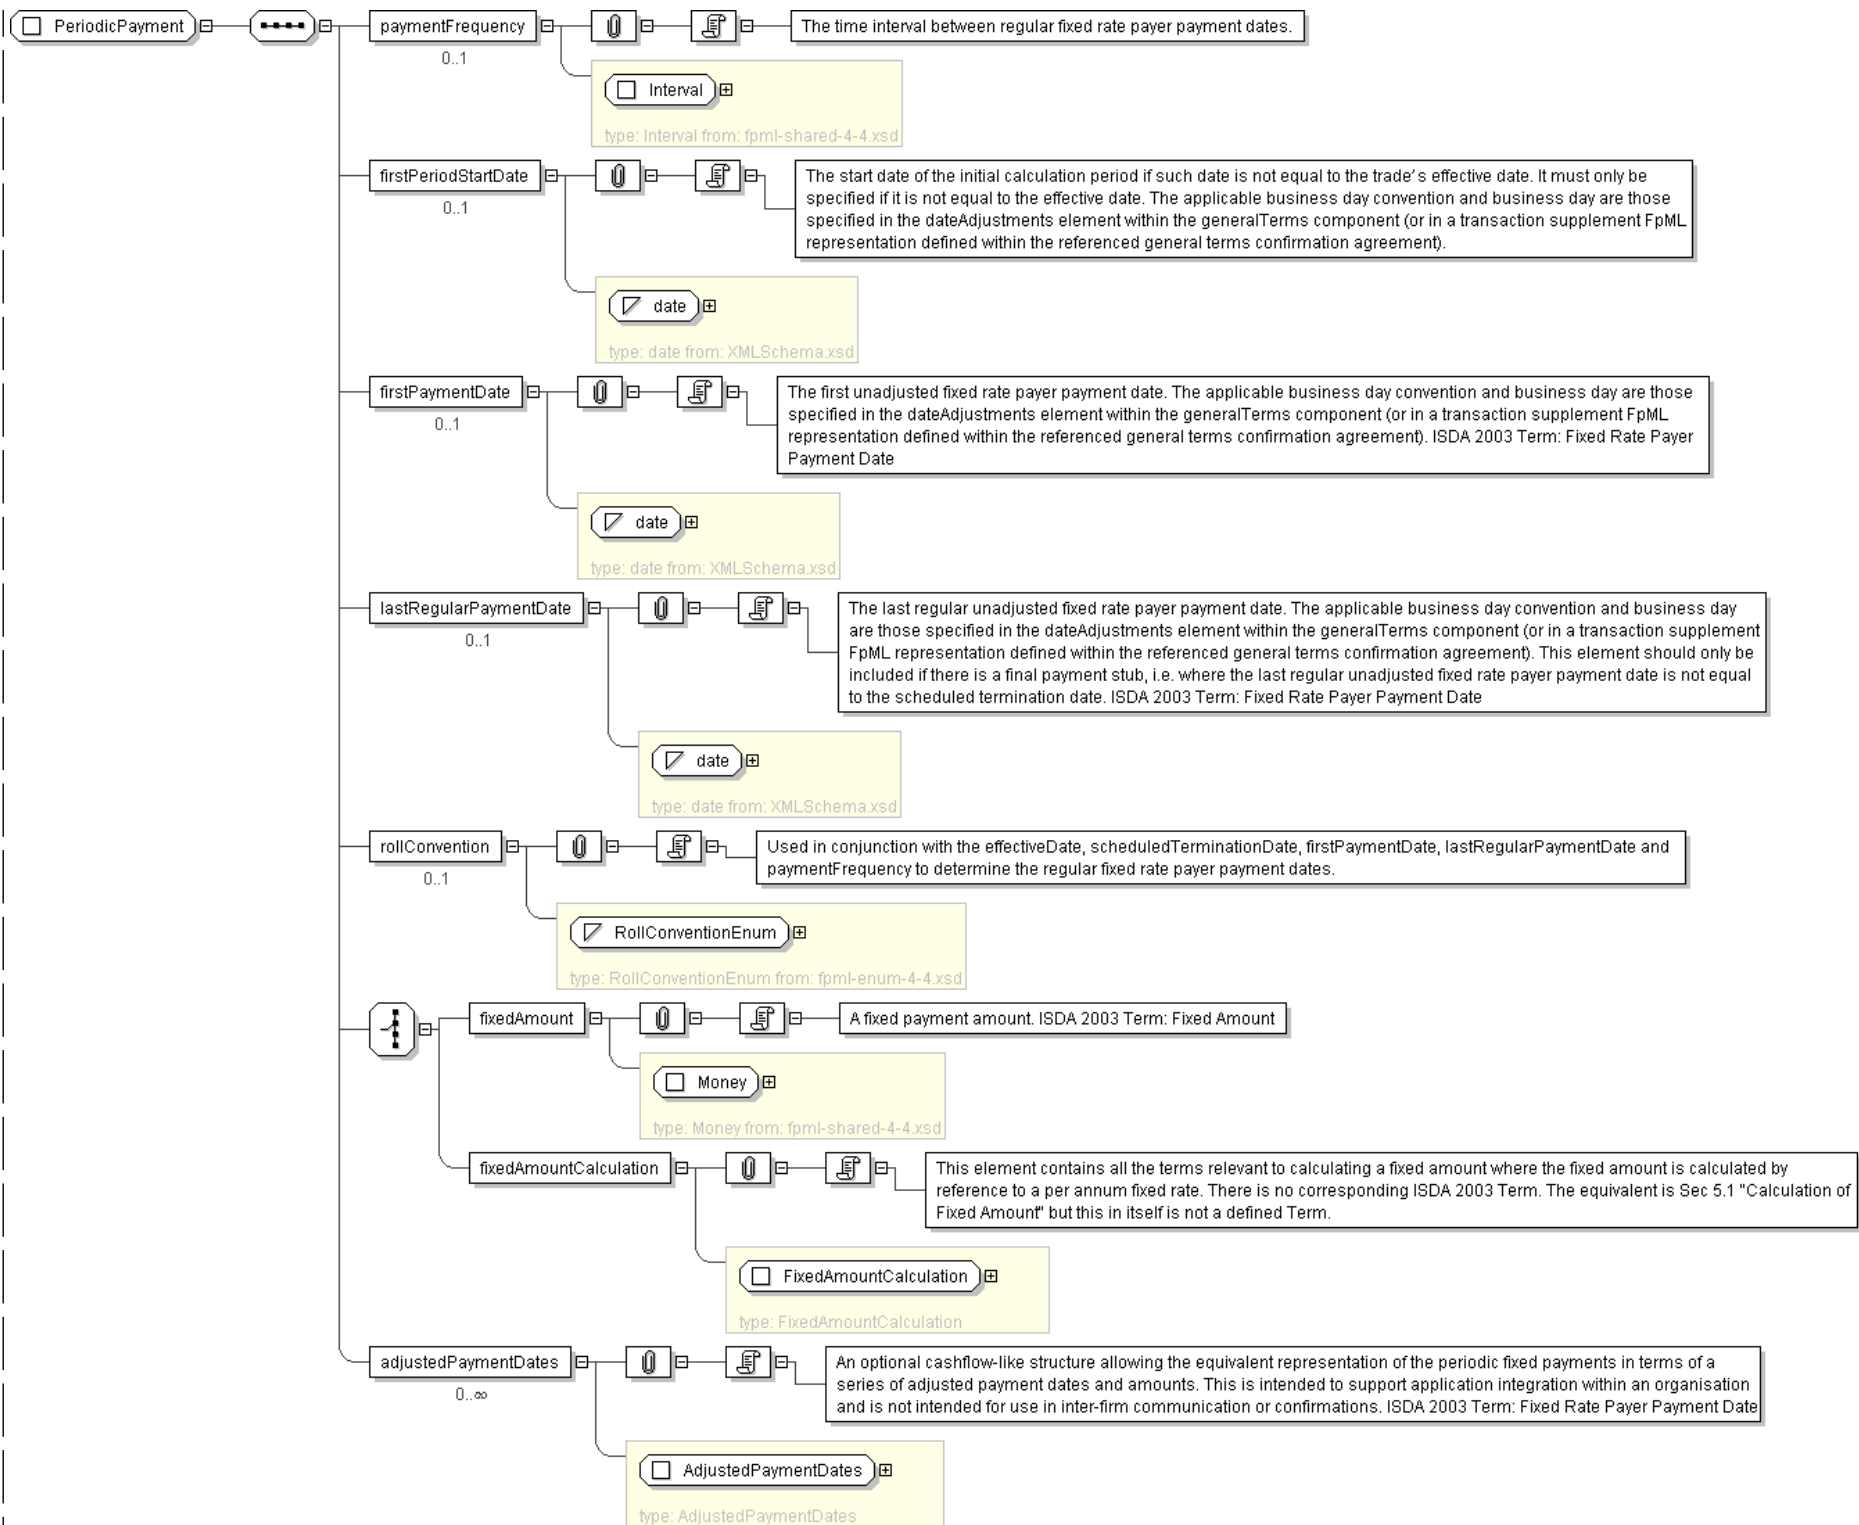 PeriodicPayment
paymentFrequency
The time interval between regular fixed rate payer payment dates.
0..1
Interval
type: Interval from: fpml-shared-4-4.xsd
firstPeriodStartDate
The start date of the initial calculation period if such date is not equal to the trade's effective date. It must only be
specified if it is not equal to the effective date. The applicable business day convention and business day are those
specified in the dateAdjustments element within the generalTerms component (or in a transaction supplement FpML
representation defined within the referenced general terms confirmation agreement).
0..1
date
type: date from: XMLSchema.xsd
firstPaymentDate
The first unadjusted fixed rate payer payment date. The applicable business day convention and business day are those
specified in the dateAdjustments element within the generalTerms component (or in a transaction supplement FpML
representation defined within the referenced general terms confirmation agreement). ISDA 2003 Term: Fixed Rate Payer
Payment Date
0..1
date
type: date from: XMLSchema.xsd
lastRegularPaymentDate
The last regular unadjusted fixed rate payer payment date. The applicable business day convention and business day
are those specified in the dateAdjustments element within the generalTerms component (or in a transaction supplement
FpML representation defined within the referenced general terms confirmation agreement). This element should only be
included if there is a final payment stub, i.e. where the last regular unadjusted fixed rate payer payment date is not equal
to the scheduled termination date. ISDA 2003 Term: Fixed Rate Payer Payment Date
0..1
date
type: date from: XMLSchema.xsd
rollConvention
Used in conjunction with the effectiveDate, scheduledTerminationDate, firstPaymentDate, lastRegularPaymentDate and
paymentFrequency to determine the regular fixed rate payer payment dates.
0..1
RollConventionEnum
type: RollConventionEnum from: fpml-enum-4-4.xsd
fixedAmount
A fixed payment amount. ISDA 2003 Term: Fixed Amount
Money
type: Money from: fpml-shared-4-4.xsd
fixedAmountCalculation
This element contains all the terms relevant to calculating a fixed amount where the fixed amount is calculated by
reference to a per annum fixed rate. There is no corresponding ISDA 2003 Term. The equivalent is Sec 5.1 "Calculation of
Fixed Amount" but this in itself is not a defined Term.
FixedAmountCalculation
type: FixedAmountCalculation
adjustedPaymentDates
An optional cashflow-like structure allowing the equivalent representation of the periodic fixed payments in terms of a
series of adjusted payment dates and amounts. This is intended to support application integration within an organisation
and is not intended for use in inter-firm communication or confirmations. ISDA 2003 Term: Fixed Rate Payer Payment Date
0..∞
AdjustedPaymentDates
type: AdjustedPaymentDates